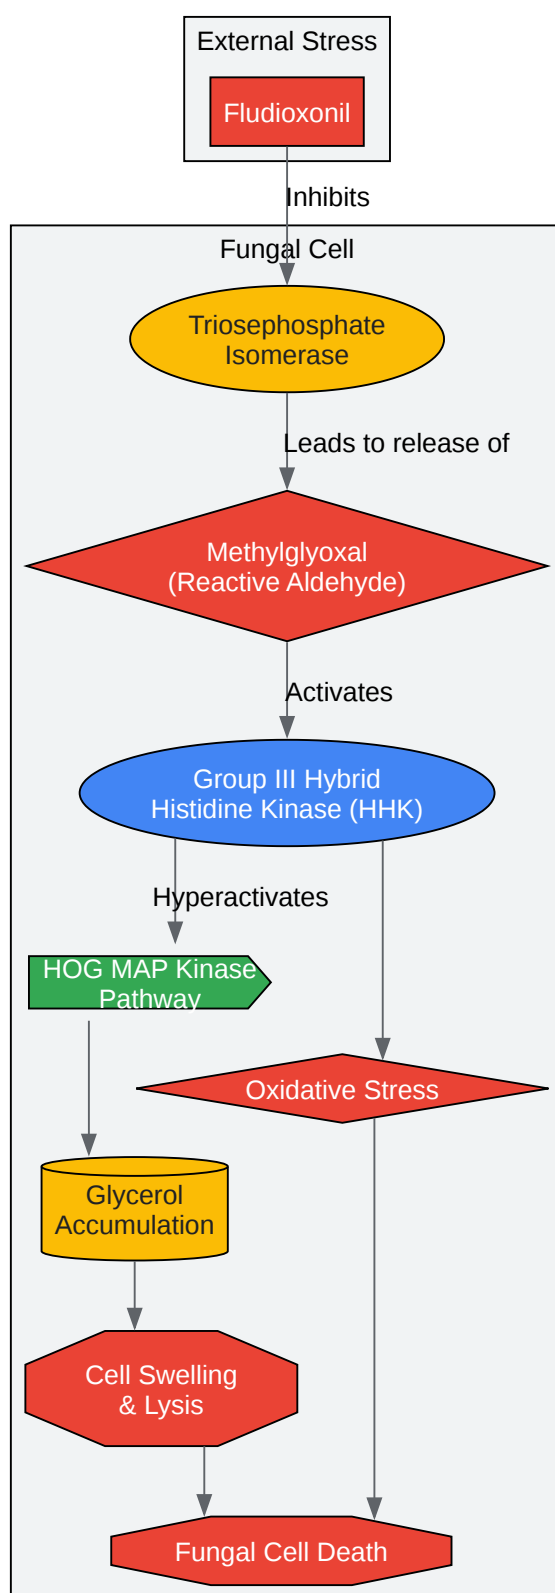 External Stress
Fludioxonil
Inhibits
Fungal Cell
Triosephosphate
Isomerase
Leads to release of
Methylglyoxal
(Reactive Aldehyde)
Activates
Group III Hybrid
Histidine Kinase (HHK)
Hyperactivates
HOG MAP Kinase
Pathway
Oxidative Stress
Glycerol
Accumulation
Cell Swelling
& Lysis
Fungal Cell Death